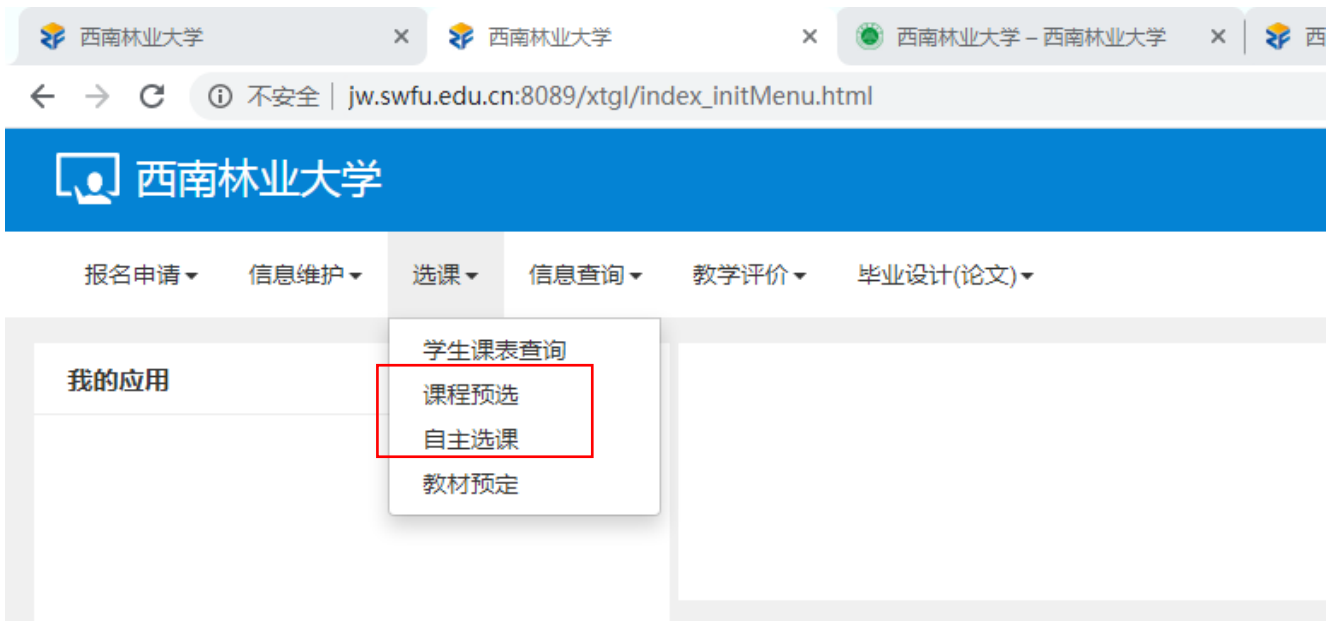 西南林业大学 西南林业大学 西南林业大学 – 西南林业大学 西
不安全 jw.swfu.edu.cn:8089/xtgl/index_initMenu.html
西南林业大学
报名申请 信息维护 选课 信息查询 教学评价 毕业设计(论文)
学生课表查询
我的应用
课程预选
自主选课
教材预定